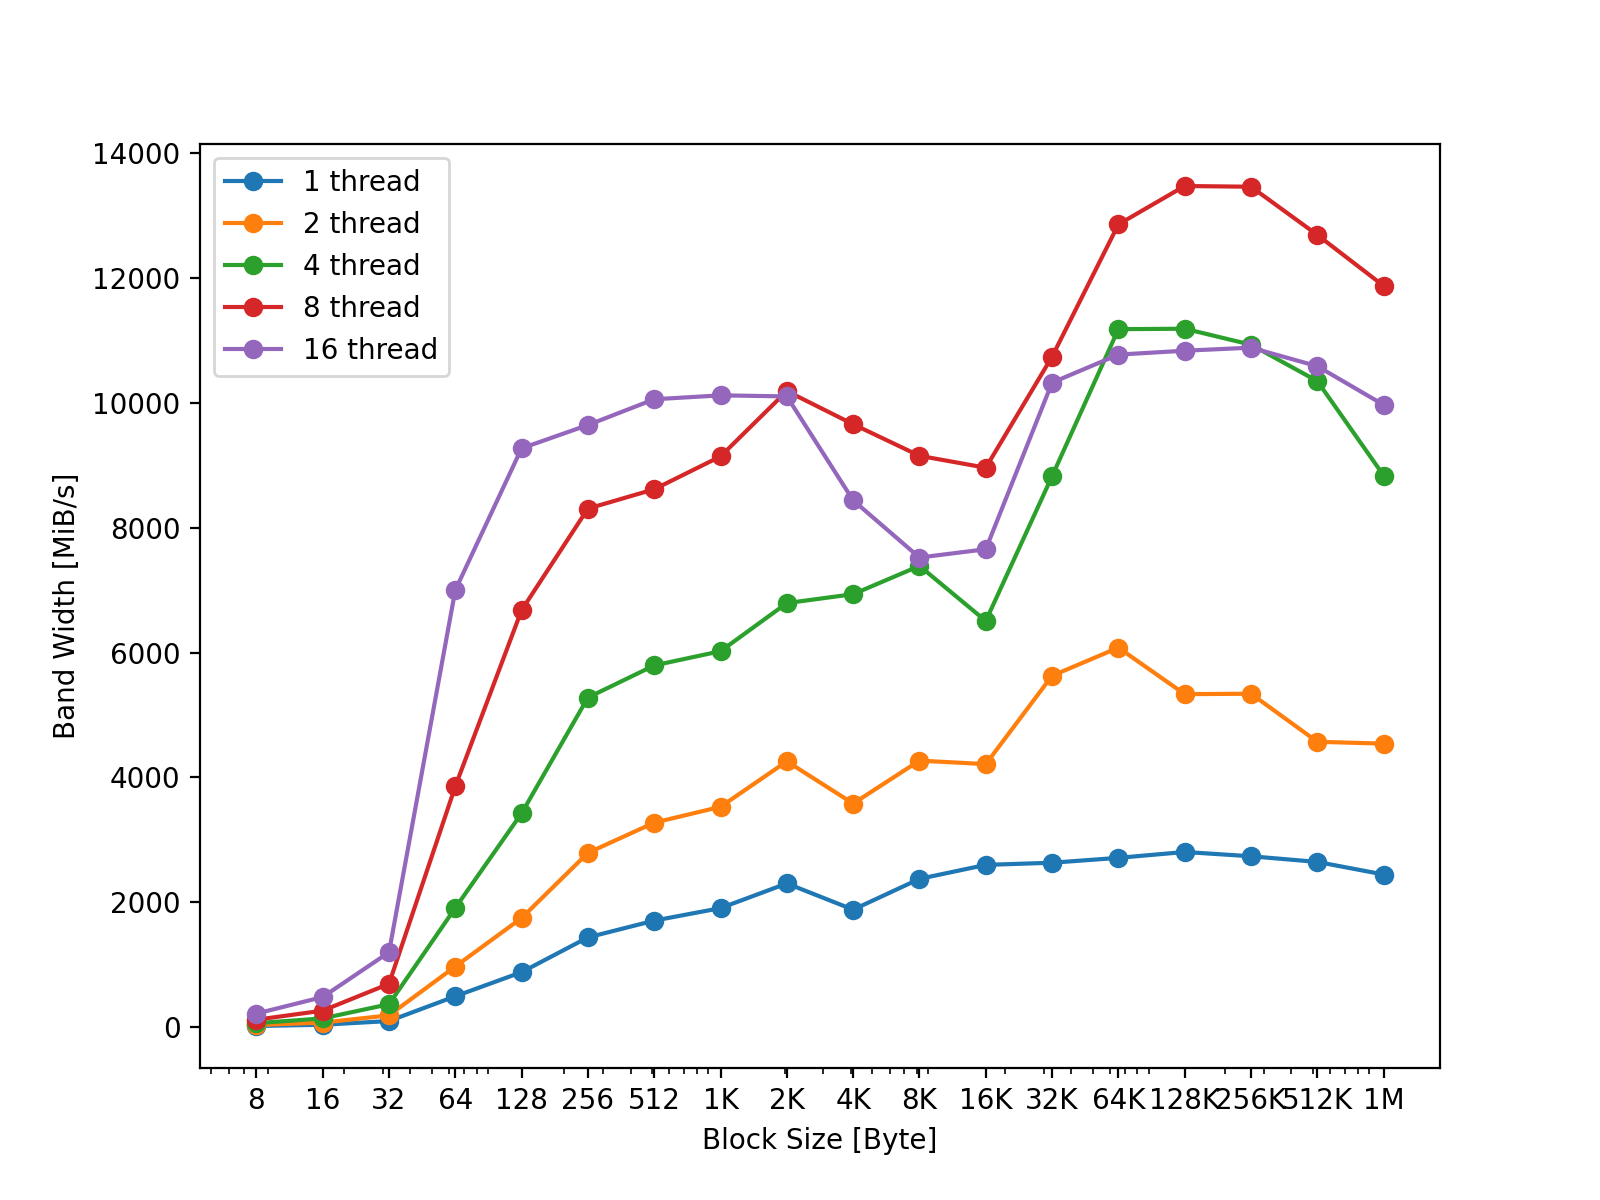 14000
12000
10000
8000
6000
4000
2000
0
Band Width [MiB/s]
1 thread
2 thread
4 thread
8 thread
16 thread
8 16 32 64 128 256 512 1K 2K 4K 8K 16K 32K 64K 128K 256K 512K 1M
Block Size [Byte]